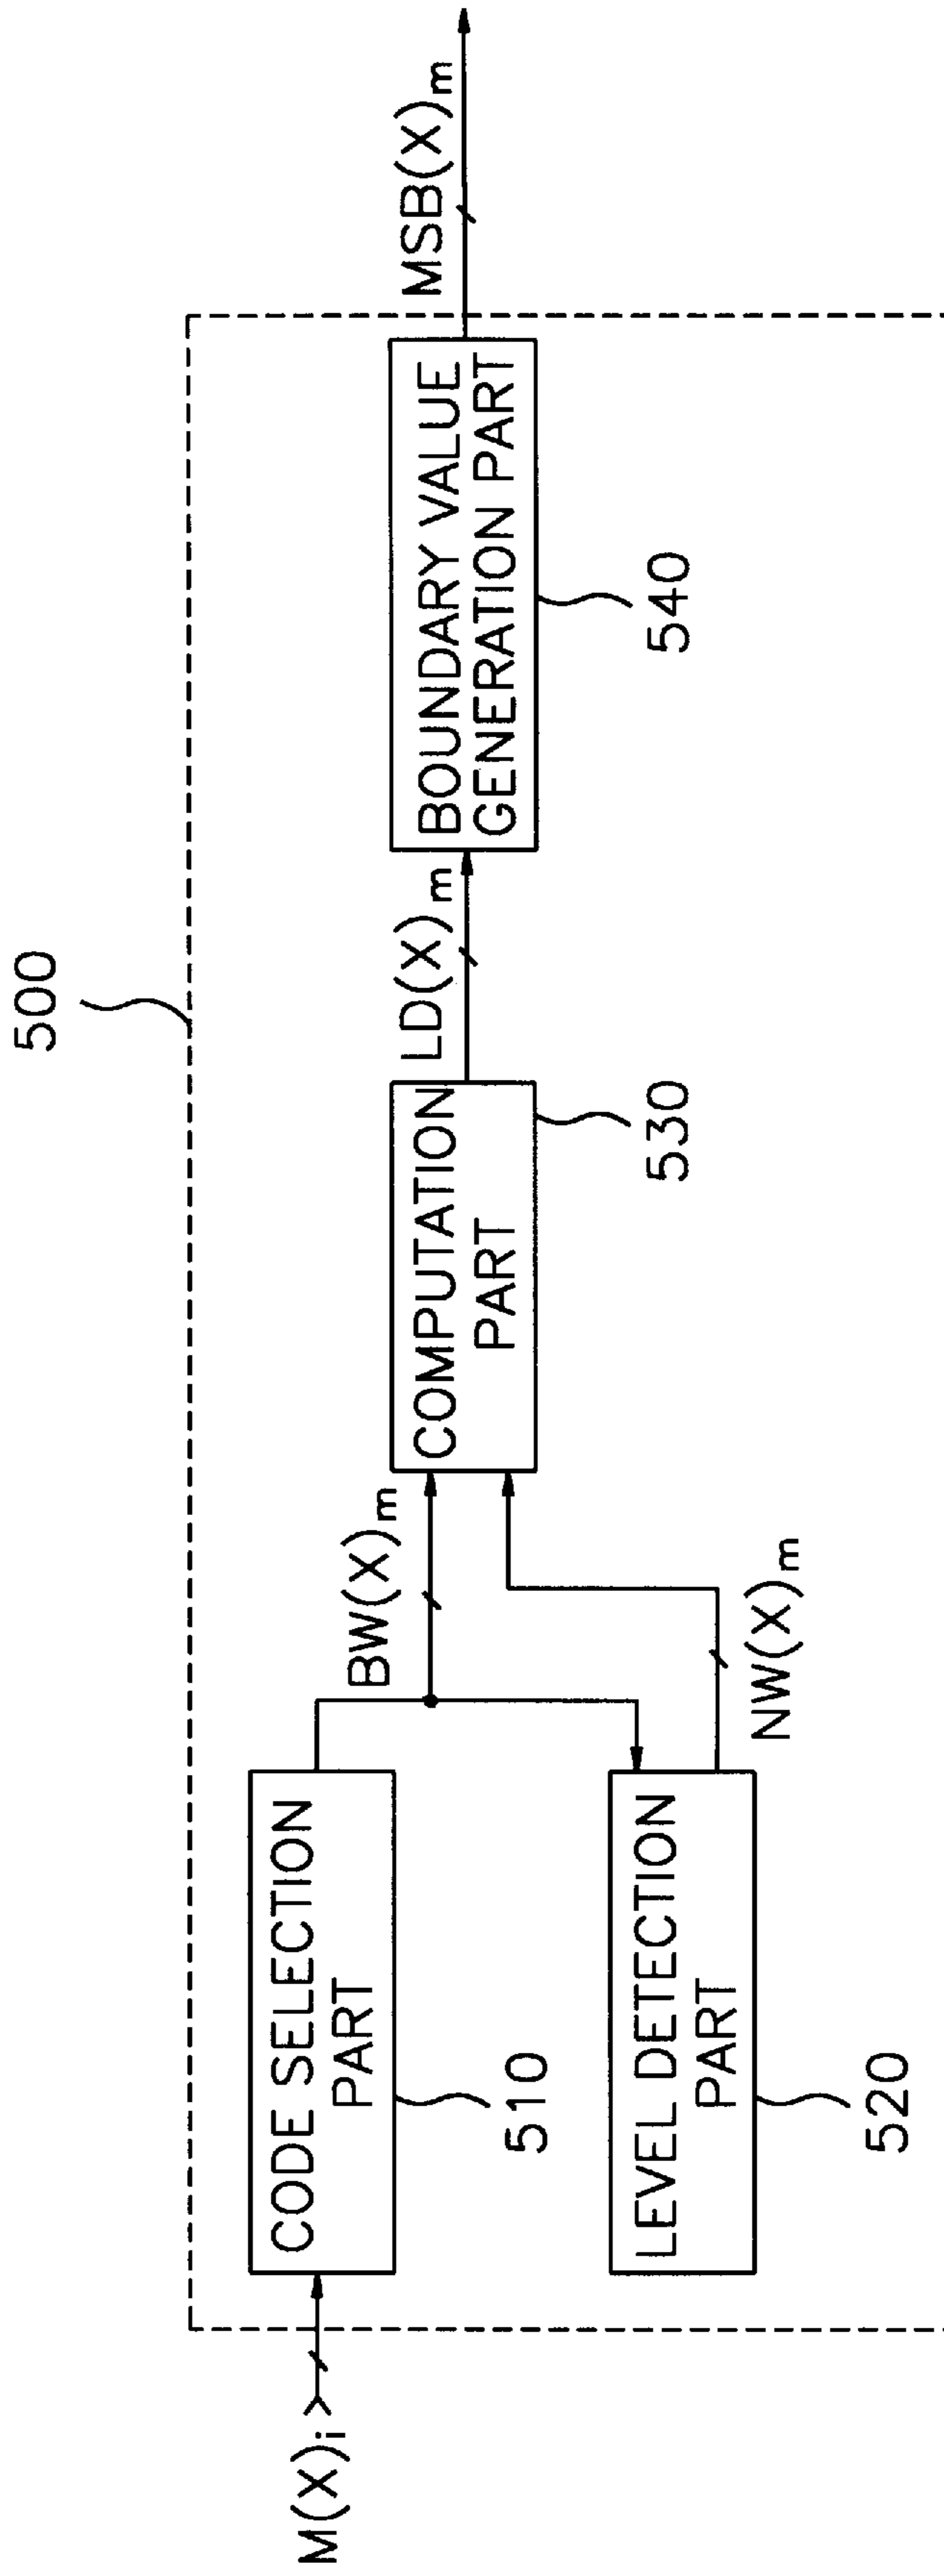 500
M(X)i
CODE SELECTION
PART
510
BW(X)m
LEVEL DETECTION
PART
520
NW(X)m
COMPUTATION
PART
530
LD(X)m
BOUNDARY VALUE
GENERATION PART
540
MSB(X)m